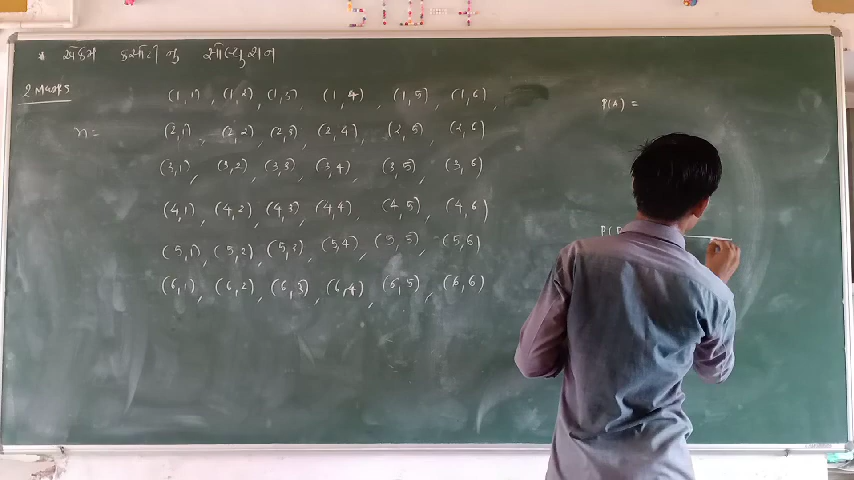 * એકમ કસોટી નુ સોલ્યુશન
2 Marks
(1,1), (1,2), (1,3), (1,4), (1,5), (1,6),
n=
(2,1), (2,2), (2,3), (2,4), (2,5), (2,6)
(3,1), (3,2), (3,3), (3,4), (3,5), (3,6)
(4,1), (4,2), (4,3), (4,4), (4,5), (4,6)
(5,1), (5,2), (5,3), (5,4), (5,5), (5,6)
(6,1), (6,2), (6,3), (6,4), (6,5), (6,6)
P(A) =